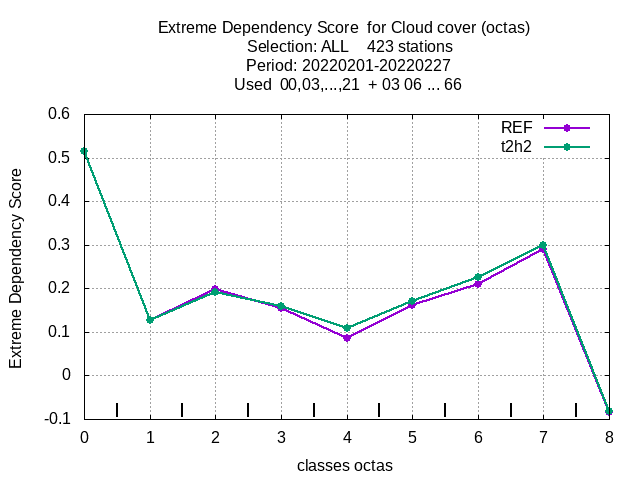 Extreme Dependency Score  for Cloud cover (octas)
Selection: ALL    423 stations
Period: 20220201-20220227
Used  00,03,...,21  + 03 06 ... 66
REF
t2h2
Extreme Dependency Score
0.6
0.5
0.4
0.3
0.2
0.1
0
-0.1
0 1 2 3 4 5 6 7 8
classes octas